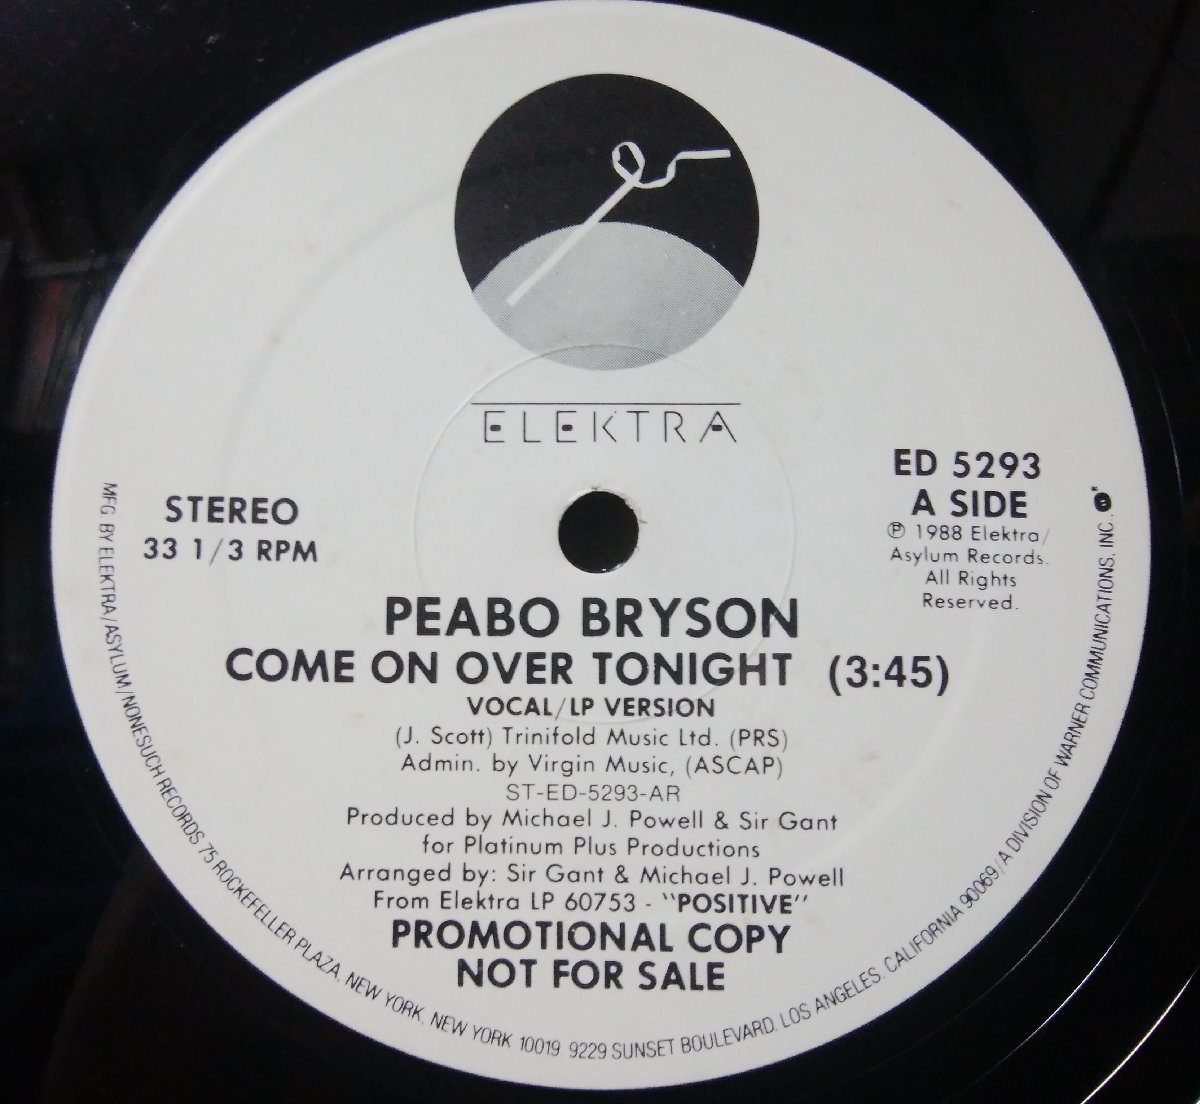 ELEKTRA
STEREO
33 1/3 RPM
ED 5293
A SIDE
℗ 1988 Elektra/
Asylum Records.
All Rights
Reserved.
PEABO BRYSON
COME ON OVER TONIGHT (3:45)
VOCAL/LP VERSION
(J. Scott) Trinifold Music Ltd. (PRS)
Admin. by Virgin Music, (ASCAP)
ST-ED-5293-AR
Produced by Michael J. Powell & Sir Gant
for Platinum Plus Productions
Arranged by: Sir Gant & Michael J. Powell
From Elektra LP 60753 - "POSITIVE"
PROMOTIONAL COPY
NOT FOR SALE
MFG. BY ELEKTRA/ASYLUM/NONESUCH RECORDS 75 ROCKEFELLER PLAZA, NEW YORK, NEW YORK 10019 9229 SUNSET BOULEVARD, LOS ANGELES, CALIFORNIA 90069/A DIVISION OF WARNER COMMUNICATIONS, INC.